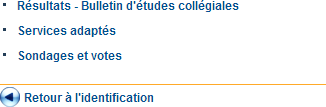 Résultats - Bulletin d'études collégiales
Services adaptés
Sondages et votes
Retour à l'identification